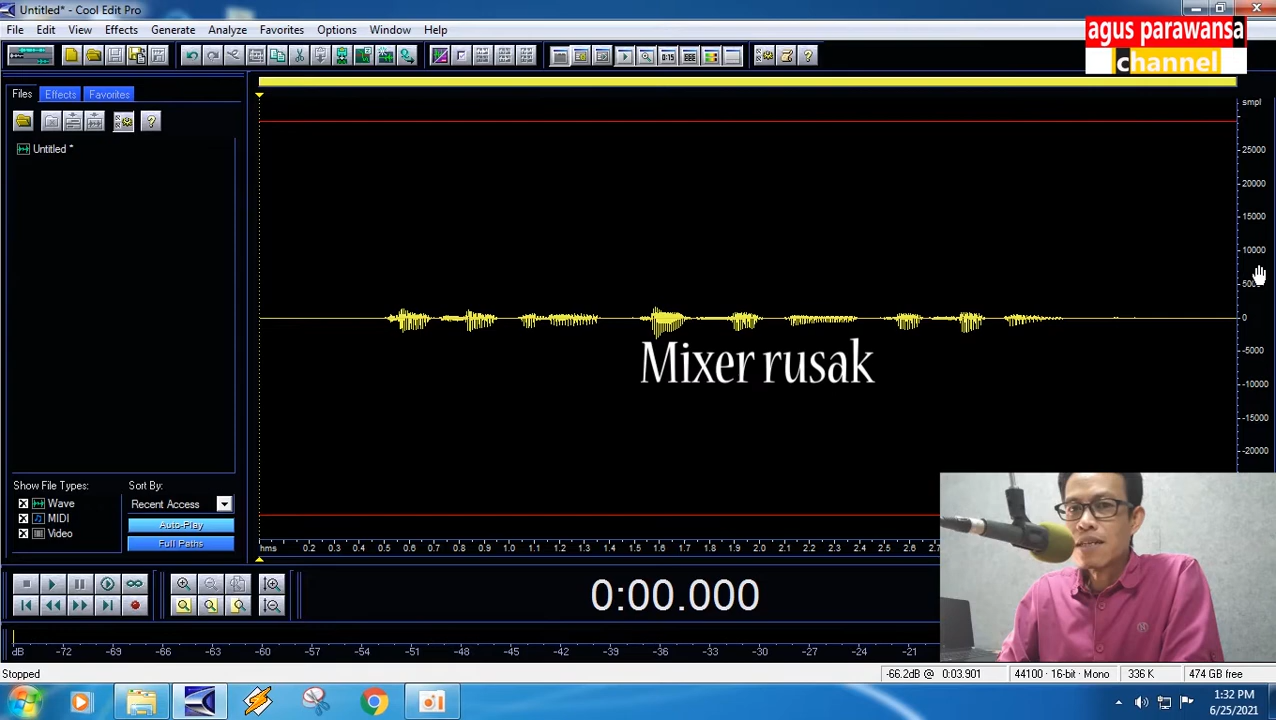 Untitled* - Cool Edit Pro
File Edit View Effects Generate Analyze Favorites Options Window Help
agus parawansa
channel
Files Effects Favorites
Untitled *
smpl
25000
20000
15000
10000
0
-5000
-10000
-15000
-20000
Mixer rusak
Show File Types: Sort By:
Wave Recent Access
MIDI Auto-Play
Video Full Paths
hms 0.2 0.3 0.4 0.5 0.6 0.7 0.8 0.9 1.0 1.1 1.2 1.3 1.4 1.5 1.6 1.7 1.8 1.9 2.0 2.1 2.2 2.3 2.4 2.5 2.6
0:00.000
dB -72 -69 -66 -63 -60 -57 -54 -51 -48 -45 -42 -39 -36 -33 -30 -27 -24 -21
Stopped -66.2dB @ 0:03.901 44100 · 16-bit · Mono 336 K 474 GB free
1:32 PM
6/25/2021